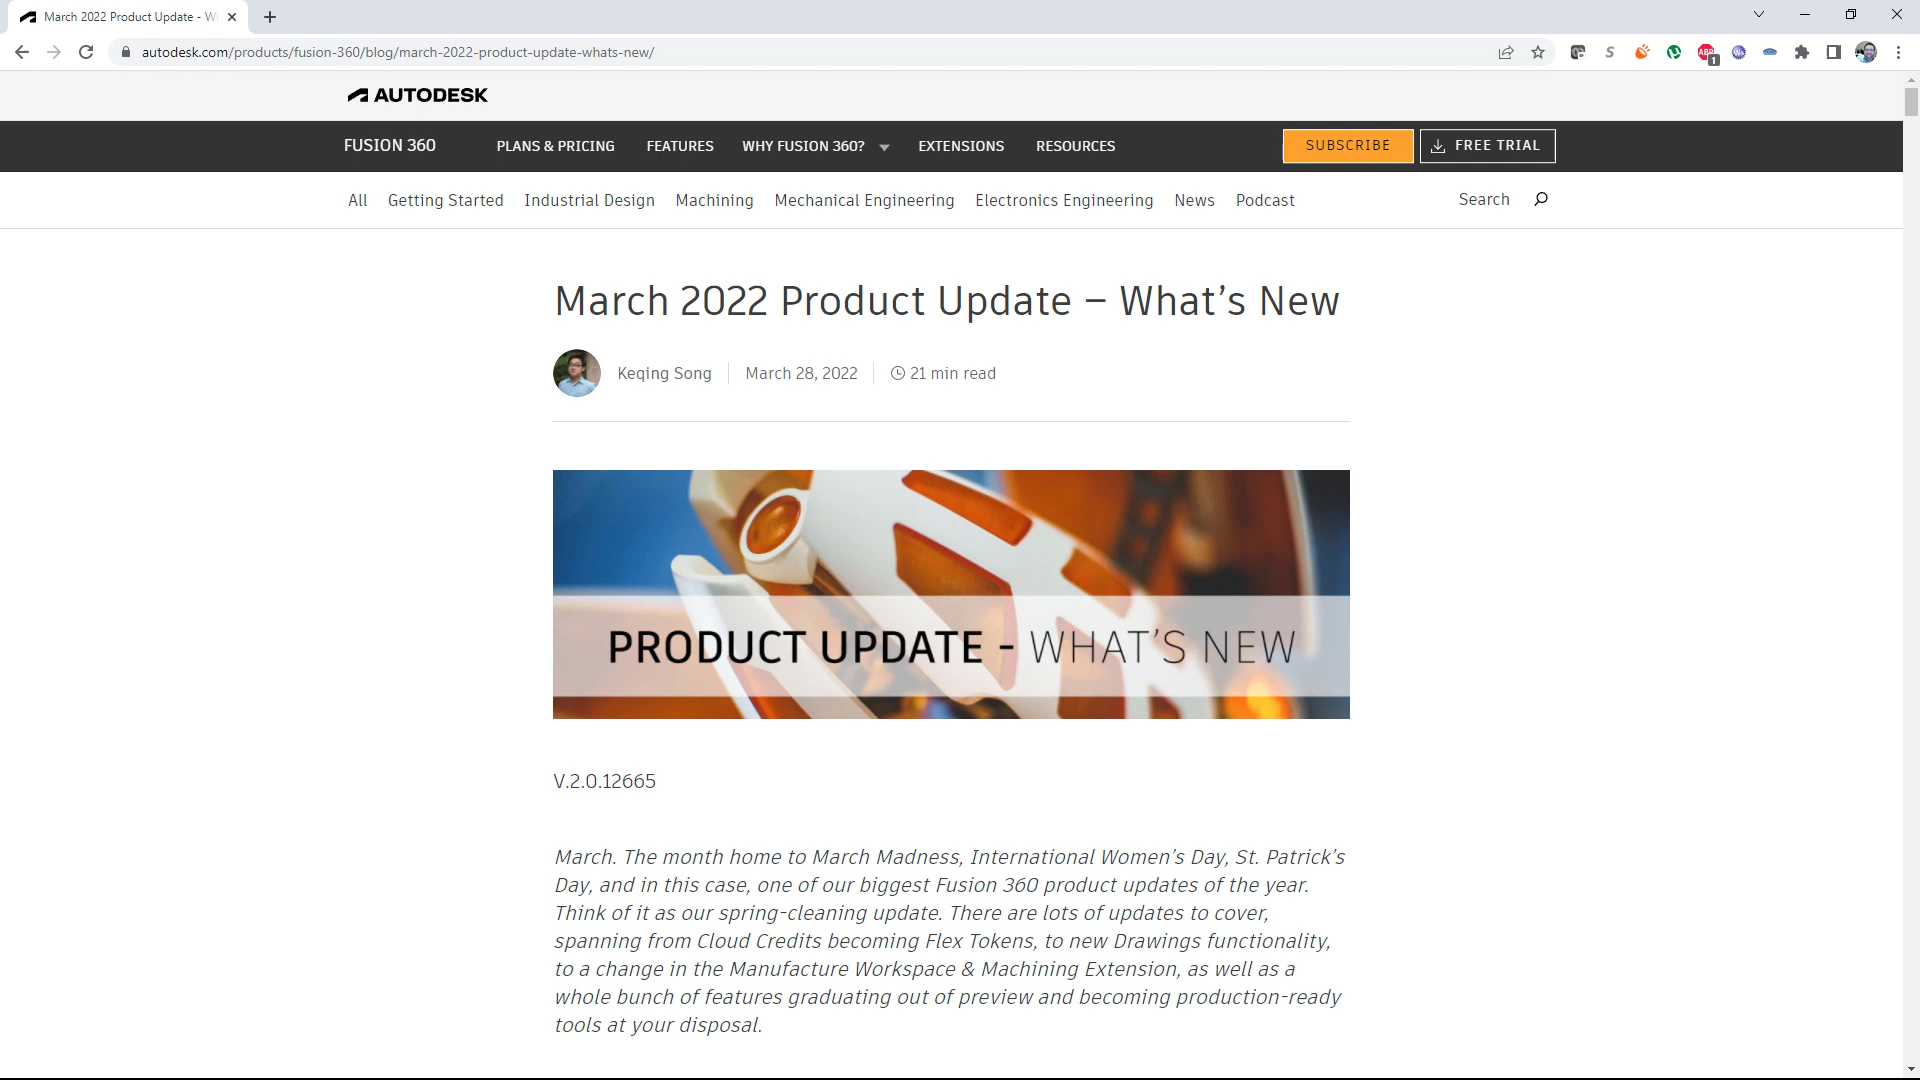 March 2022 Product Update - W
autodesk.com/products/fusion-360/blog/march-2022-product-update-whats-new/
AUTODESK
FUSION 360 PLANS & PRICING FEATURES WHY FUSION 360? EXTENSIONS RESOURCES SUBSCRIBE FREE TRIAL
All Getting Started Industrial Design Machining Mechanical Engineering Electronics Engineering News Podcast Search
March 2022 Product Update – What’s New
Keqing Song March 28, 2022 21 min read
PRODUCT UPDATE - WHAT’S NEW
V.2.0.12665
March. The month home to March Madness, International Women’s Day, St. Patrick’s
Day, and in this case, one of our biggest Fusion 360 product updates of the year.
Think of it as our spring-cleaning update. There are lots of updates to cover,
spanning from Cloud Credits becoming Flex Tokens, to new Drawings functionality,
to a change in the Manufacture Workspace & Machining Extension, as well as a
whole bunch of features graduating out of preview and becoming production-ready
tools at your disposal.